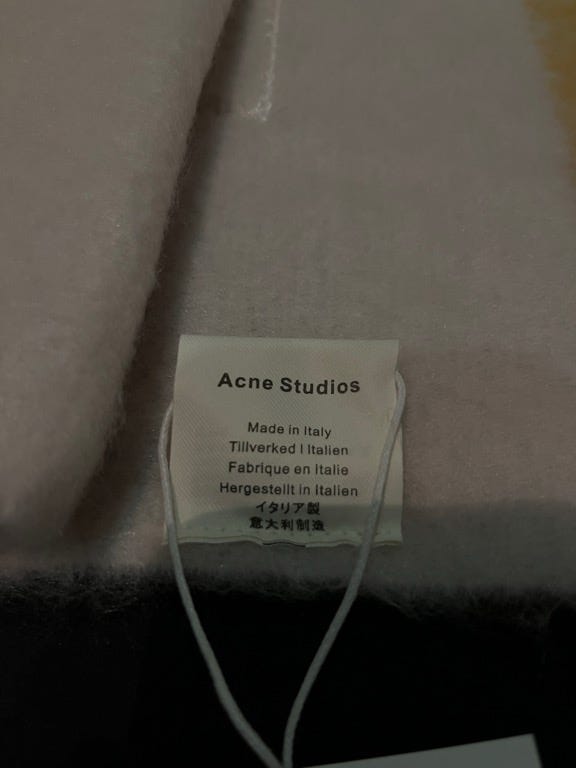 Acne Studios
Made in Italy
Tillverked I Italien
Fabrique en Italie
Hergestellt in Italien
イタリア製
意大利制造